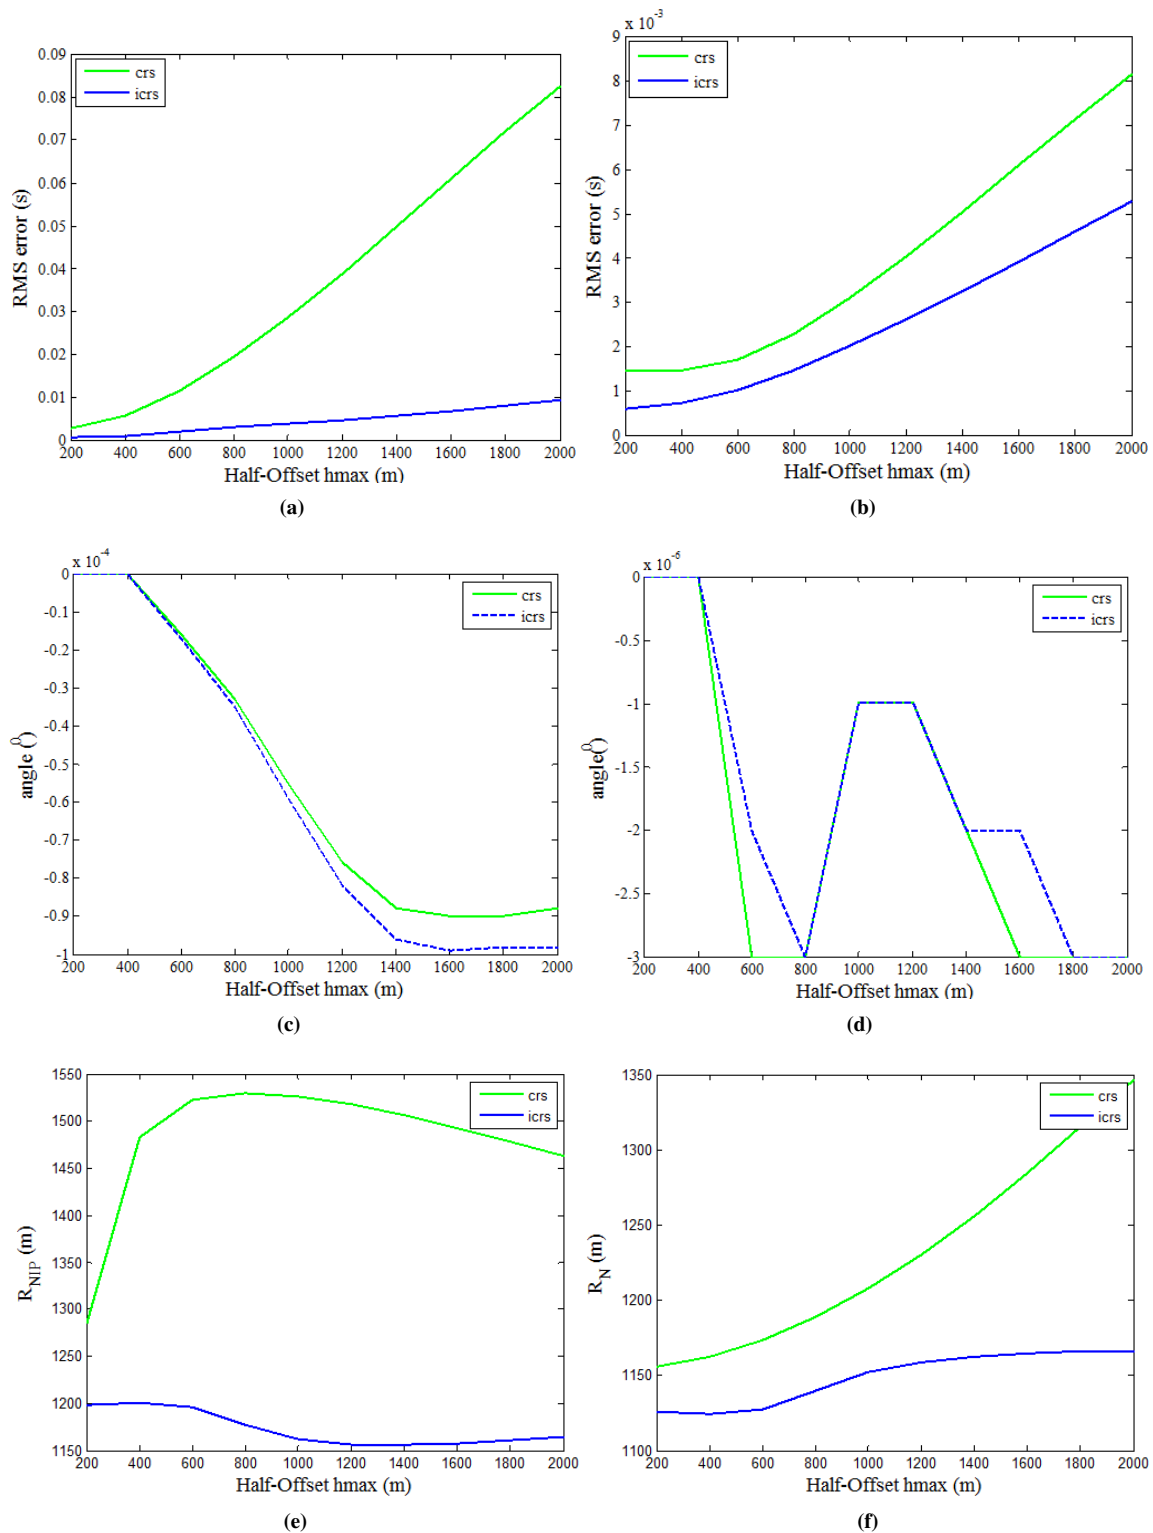 crs
icrs
0.09
0.08
0.07
0.06
0.05
0.04
0.03
0.02
0.01
0
RMS error (s)
200 400 600 800 1000 1200 1400 1600 1800 2000
Half-Offset hmax (m)
(a)
x 10-3
crs
icrs
9
8
7
6
5
4
3
2
1
0
RMS error (s)
200 400 600 800 1000 1200 1400 1600 1800 2000
Half-Offset hmax (m)
(b)
x 10-4
crs
icrs
0
-0.1
-0.2
-0.3
-0.4
-0.5
-0.6
-0.7
-0.8
-0.9
-1
angle (0)
200 400 600 800 1000 1200 1400 1600 1800 2000
Half-Offset hmax (m)
(c)
x 10-6
crs
icrs
0
-0.5
-1
-1.5
-2
-2.5
-3
angle(0)
200 400 600 800 1000 1200 1400 1600 1800 2000
Half-Offset hmax (m)
(d)
crs
icrs
1550
1500
1450
1400
1350
1300
1250
1200
1150
RNIP (m)
200 400 600 800 1000 1200 1400 1600 1800 2000
Half-Offset hmax (m)
(e)
crs
icrs
1350
1300
1250
1200
1150
1100
RN (m)
200 400 600 800 1000 1200 1400 1600 1800 2000
Half-Offset hmax (m)
(f)